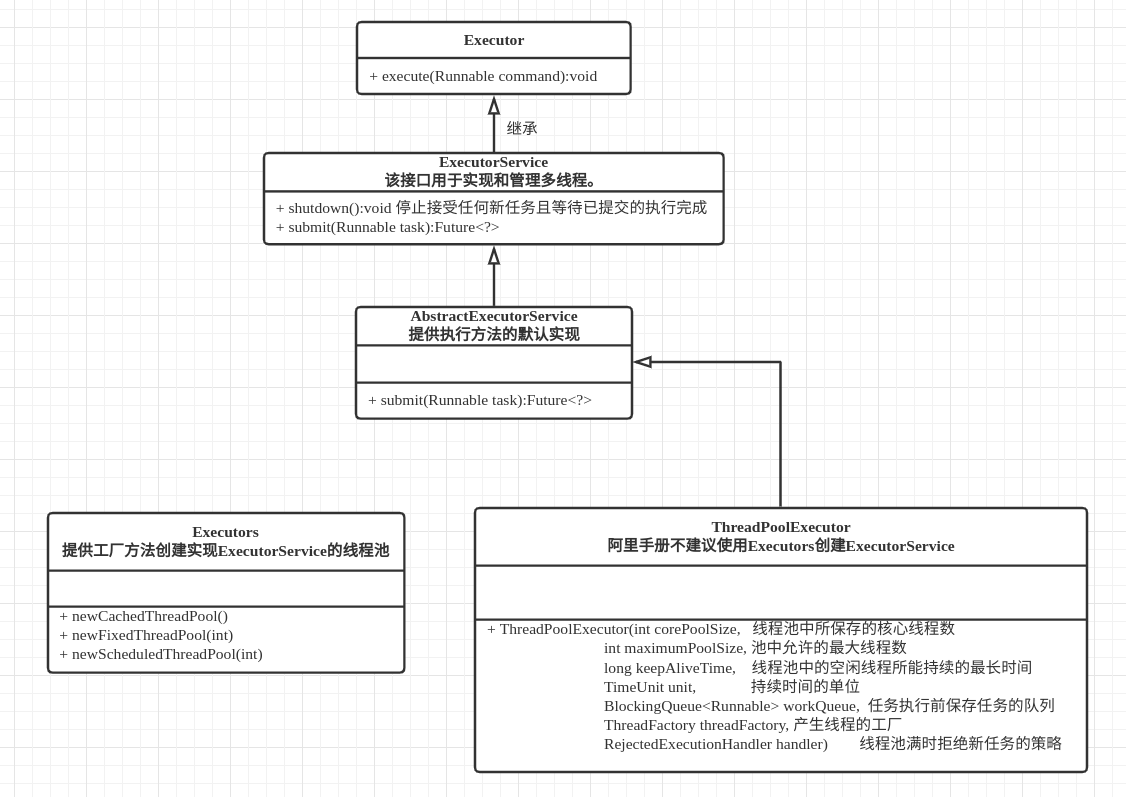 Executor
+ execute(Runnable command):void
继承
ExecutorService
该接口用于实现和管理多线程。
+ shutdown():void 停止接受任何新任务且等待已提交的执行完成
+ submit(Runnable task):Future<?>
AbstractExecutorService
提供执行方法的默认实现
+ submit(Runnable task):Future<?>
Executors
提供工厂方法创建实现ExecutorService的线程池
+ newCachedThreadPool()
+ newFixedThreadPool(int)
+ newScheduledThreadPool(int)
ThreadPoolExecutor
阿里手册不建议使用Executors创建ExecutorService
+ ThreadPoolExecutor(int corePoolSize, 线程池中所保存的核心线程数
int maximumPoolSize, 池中允许的最大线程数
long keepAliveTime, 线程池中的空闲线程所能持续的最长时间
TimeUnit unit, 持续时间的单位
BlockingQueue<Runnable> workQueue, 任务执行前保存任务的队列
ThreadFactory threadFactory, 产生线程的工厂
RejectedExecutionHandler handler) 线程池满时拒绝新任务的策略